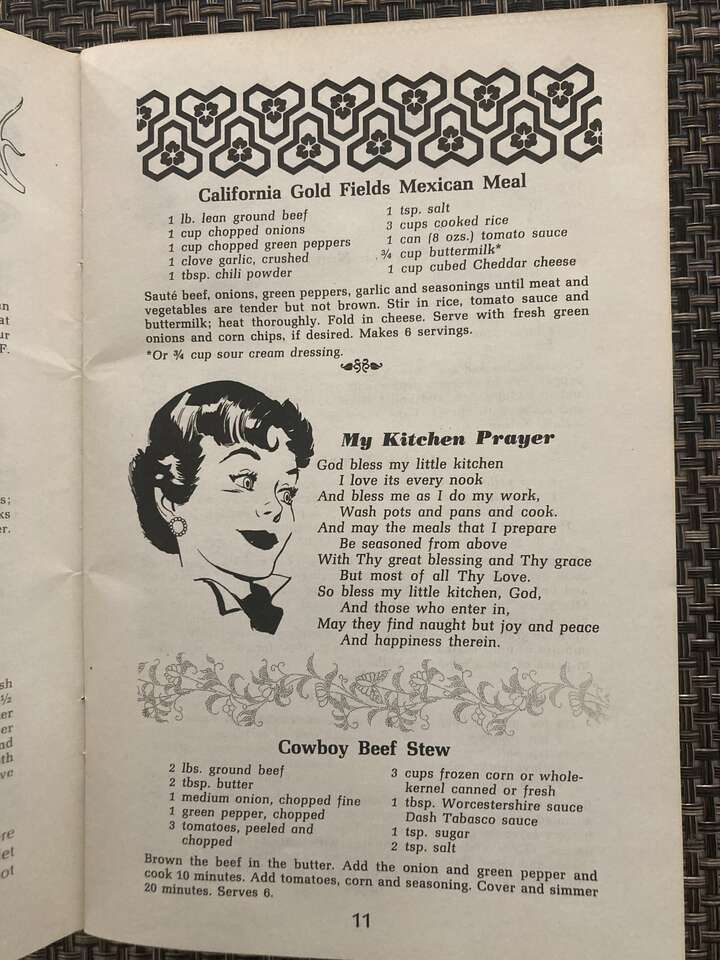 California Gold Fields Mexican Meal
1 lb. lean ground beef
1 cup chopped onions
1 cup chopped green peppers
1 clove garlic, crushed
1 tbsp. chili powder
1 tsp. salt
3 cups cooked rice
1 can (8 ozs.) tomato sauce
¾ cup buttermilk*
1 cup cubed Cheddar cheese
Sauté beef, onions, green peppers, garlic and seasonings until meat and
vegetables are tender but not brown. Stir in rice, tomato sauce and
buttermilk; heat thoroughly. Fold in cheese. Serve with fresh green
onions and corn chips, if desired. Makes 6 servings.
*Or ¾ cup sour cream dressing.
My Kitchen Prayer
God bless my little kitchen
I love its every nook
And bless me as I do my work,
Wash pots and pans and cook.
And may the meals that I prepare
Be seasoned from above
With Thy great blessing and Thy grace
But most of all Thy Love.
So bless my little kitchen, God,
And those who enter in,
May they find naught but joy and peace
And happiness therein.
Cowboy Beef Stew
2 lbs. ground beef
2 tbsp. butter
1 medium onion, chopped fine
1 green pepper, chopped
3 tomatoes, peeled and
chopped
3 cups frozen corn or whole-
kernel canned or fresh
1 tbsp. Worcestershire sauce
Dash Tabasco sauce
1 tsp. sugar
2 tsp. salt
Brown the beef in the butter. Add the onion and green pepper and
cook 10 minutes. Add tomatoes, corn and seasoning. Cover and simmer
20 minutes. Serves 6.
11